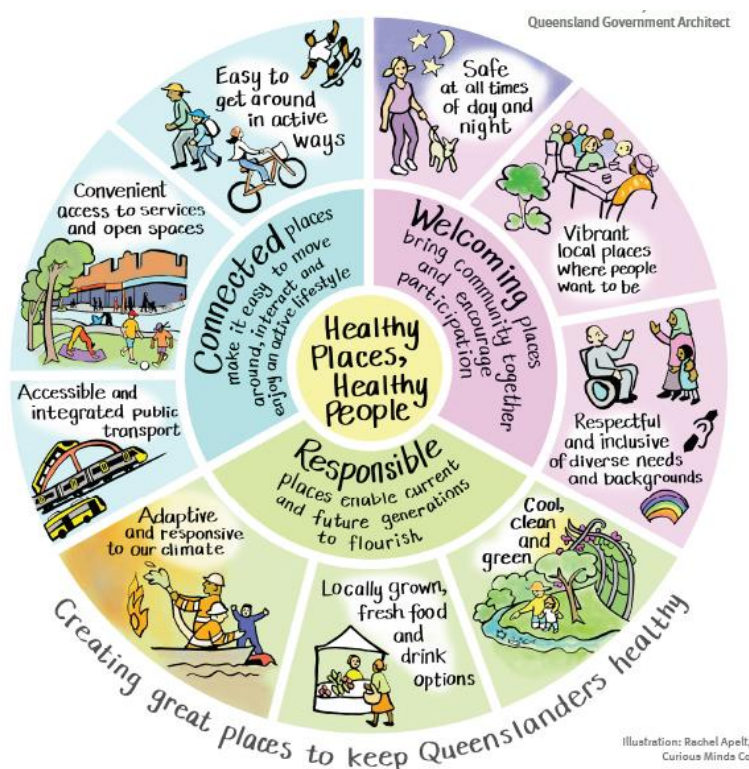 Queensland Government Architect
Easy to
get around
in active
ways
Safe
at all times
of day and
night
Convenient
access to services
and open spaces
Vibrant
local places
where people
want to be
Connected places
make it easy to move
around, interact and
enjoy an active lifestyle
Welcoming places
bring community together
and encourage
participation
Healthy
Places,
Healthy
People
Accessible and
integrated public
transport
Respectful
and inclusive
of diverse needs
and backgrounds
Responsible
places enable current
and future generations
to flourish
Adaptive
and responsive
to our climate
Locally grown,
fresh food
and
drink
options
Cool,
clean
and
green
Creating great places to keep Queenslanders healthy
Illustration: Rachel Apelt,
Curious Minds Co